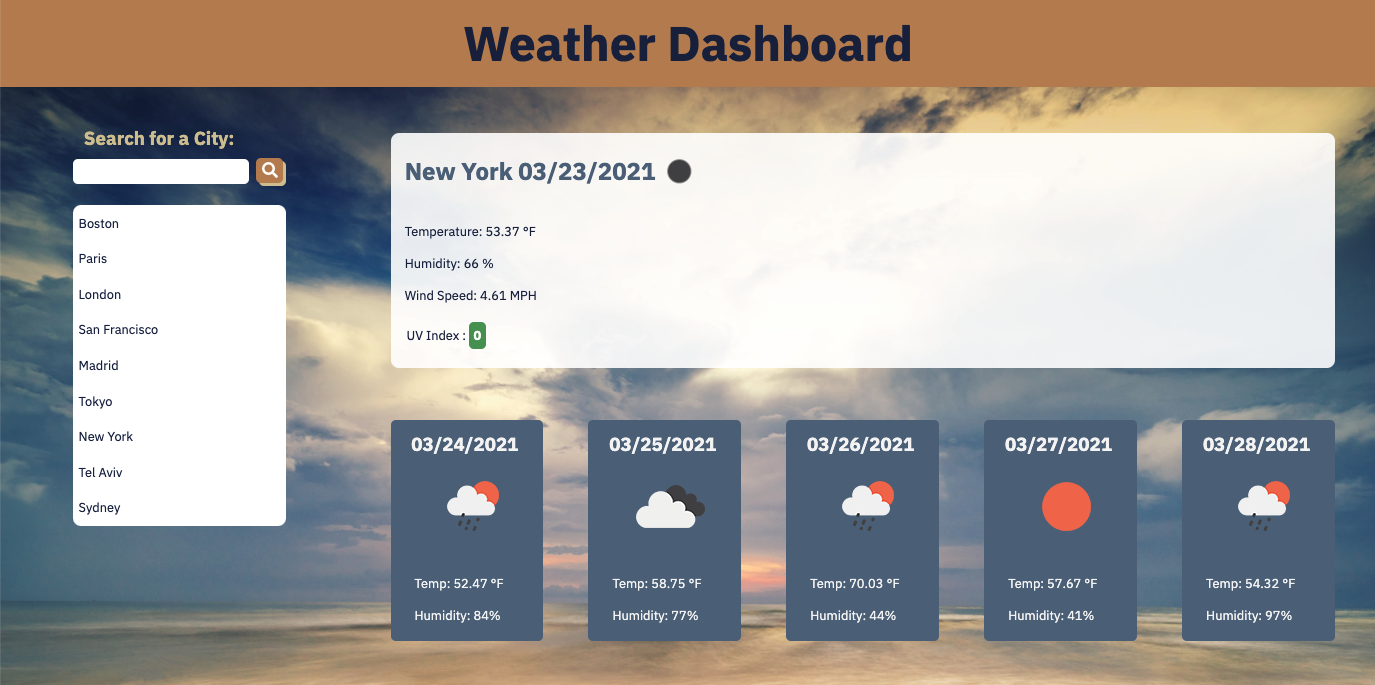 Weather Dashboard
Search for a City:
Boston
Paris
London
San Francisco
Madrid
Tokyo
New York
Tel Aviv
Sydney
New York 03/23/2021
Temperature: 53.37 °F
Humidity: 66 %
Wind Speed: 4.61 MPH
UV Index : 0
03/24/2021
Temp: 52.47 °F
Humidity: 84%
03/25/2021
Temp: 58.75 °F
Humidity: 77%
03/26/2021
Temp: 70.03 °F
Humidity: 44%
03/27/2021
Temp: 57.67 °F
Humidity: 41%
03/28/2021
Temp: 54.32 °F
Humidity: 97%